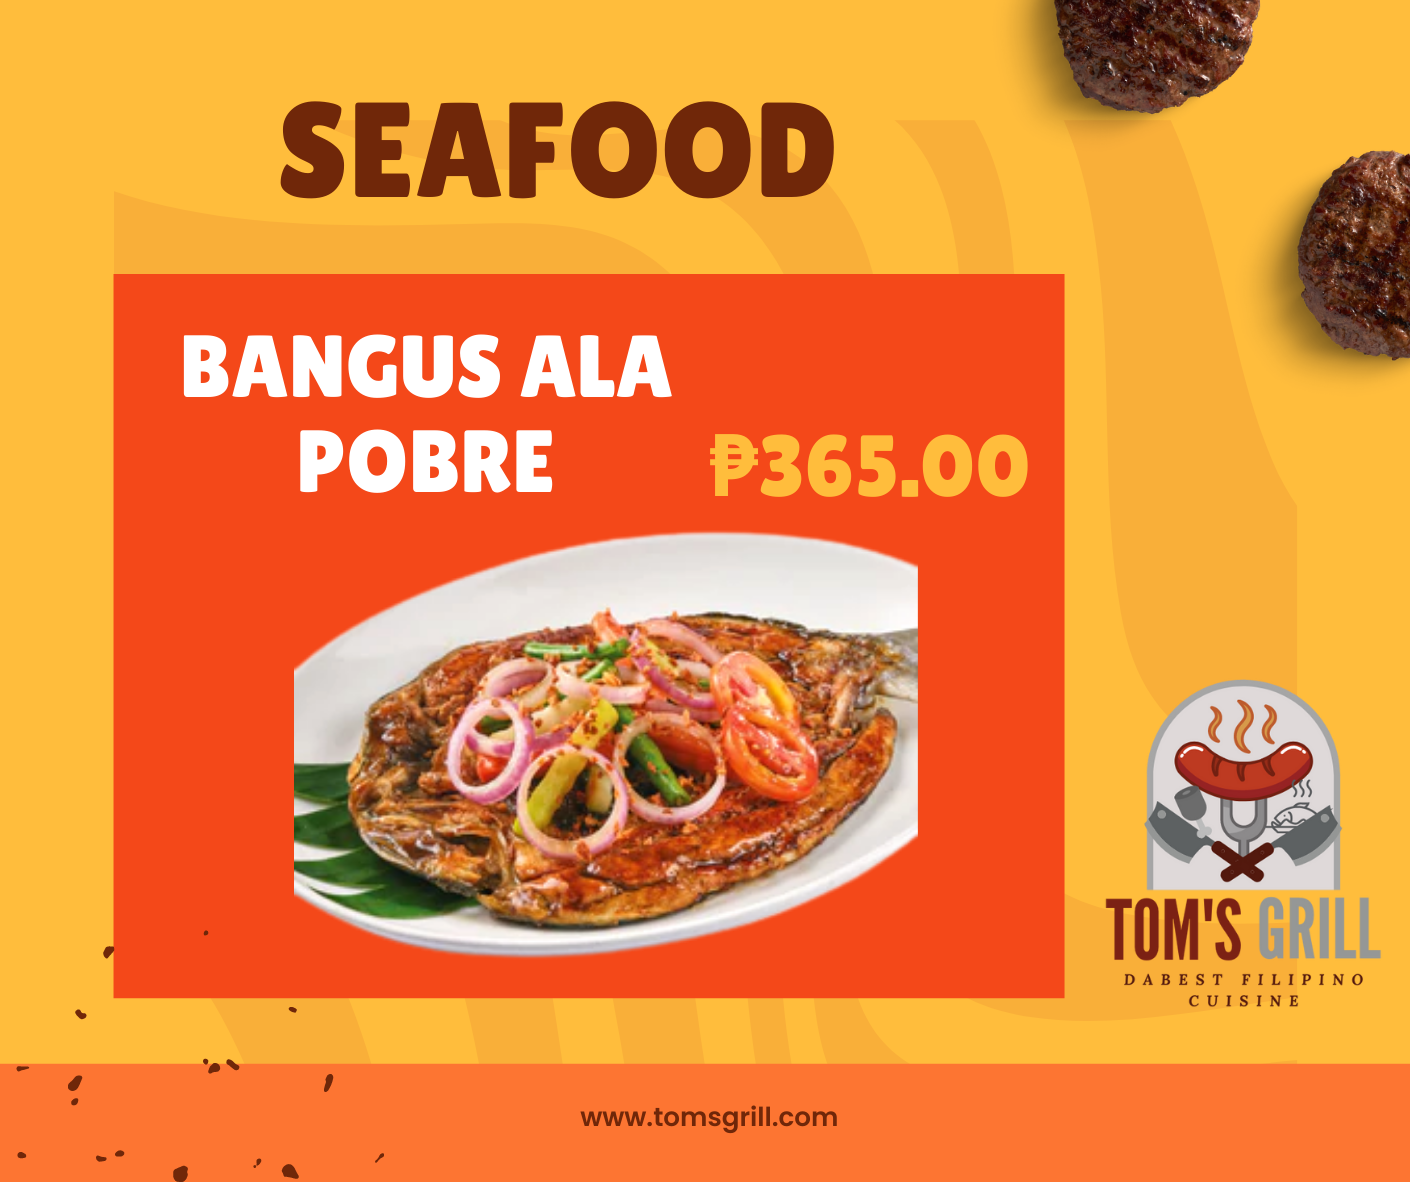 SEAFOOD
BANGUS ALA
POBRE
₱365.00
TOM'S GRILL
DABEST FILIPINO
CUISINE
www.tomsgrill.com